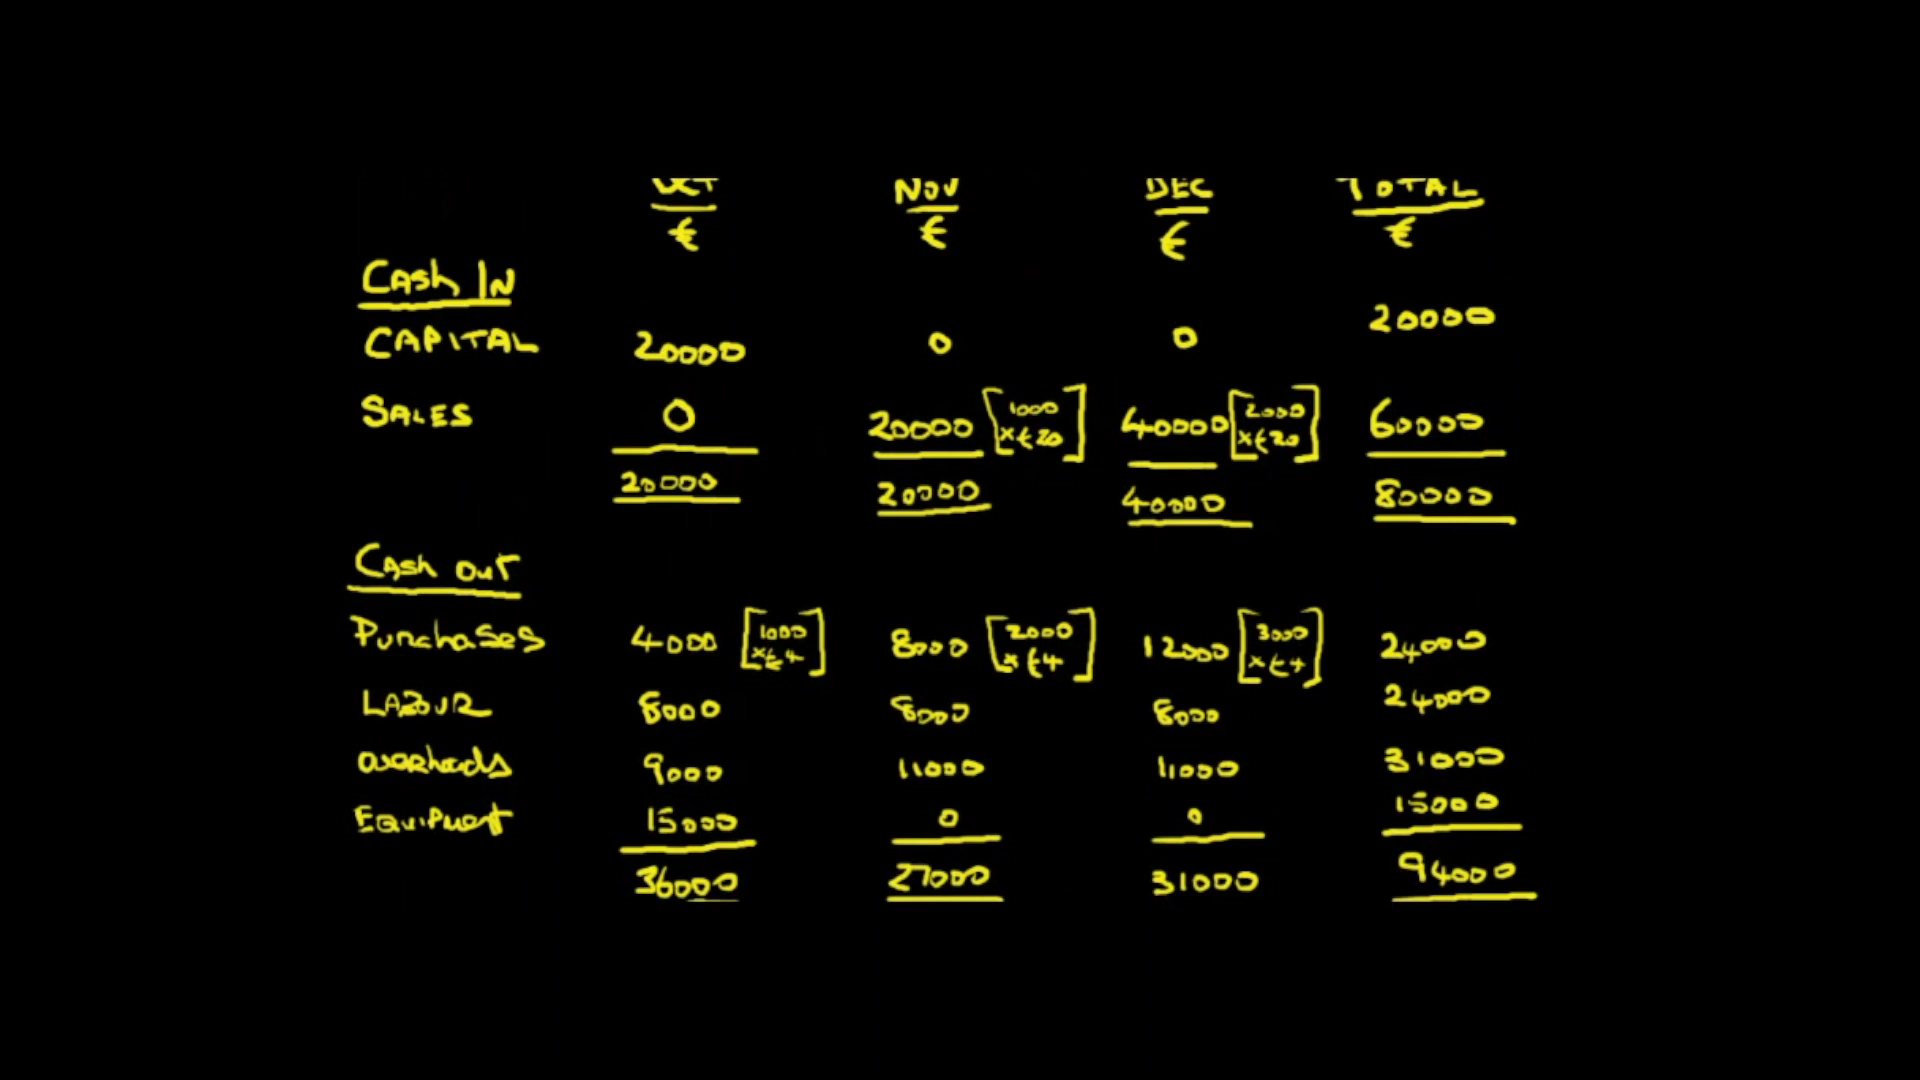 OCT NOV DEC TOTAL
€ € € €
Cash IN
CAPITAL 20000 0 0 20000
SALES 0 20000 [1000 x €20] 40000 [2000 x €20] 60000
20000 20000 40000 80000
Cash out
Purchases 4000 [1000 x €4] 8000 [2000 x €4] 12000 [3000 x €4] 24000
LABOUR 8000 8000 8000 24000
overheads 9000 11000 11000 31000
Equipment 15000 0 0 15000
36000 27000 31000 94000